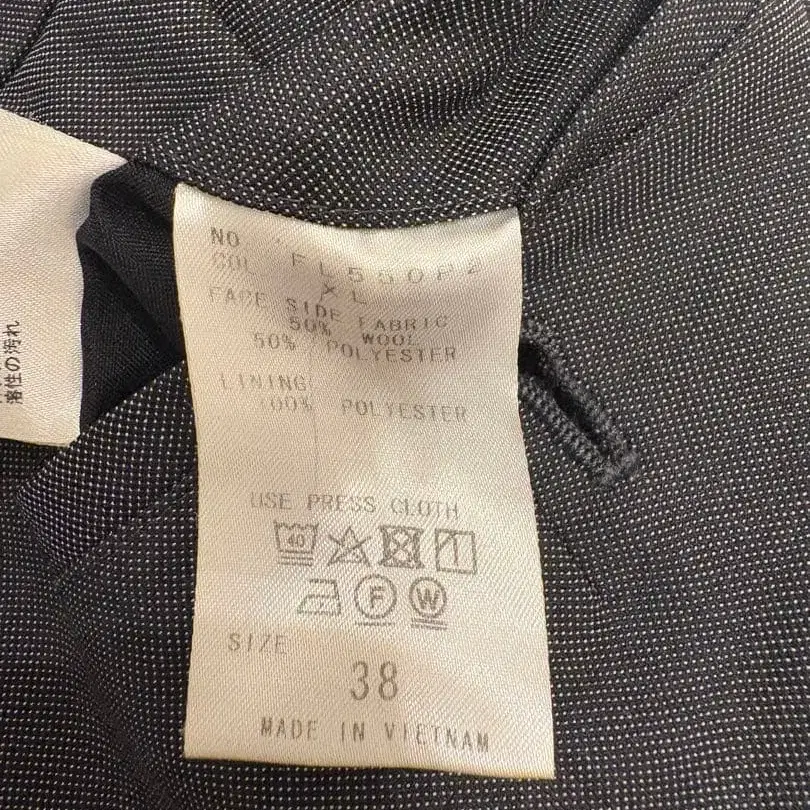 NO
COL FL550P2
XL
FACE SIDE FABRIC
50% WOOL
50% POLYESTER
LINING
100% POLYESTER
USE PRESS CLOTH
40
F W
SIZE
38
MADE IN VIETNAM
溶性の汚れ